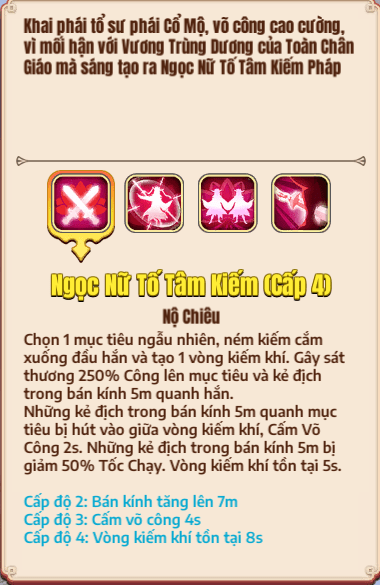 Khai phái tổ sư phái Cổ Mộ, võ công cao cường,
vì mối hận với Vương Trùng Dương của Toàn Chân
Giáo mà sáng tạo ra Ngọc Nữ Tố Tâm Kiếm Pháp
Ngọc Nữ Tố Tâm Kiếm (Cấp 4)
Nộ Chiêu
Chọn 1 mục tiêu ngẫu nhiên, ném kiếm cắm
xuống đầu hắn và tạo 1 vòng kiếm khí. Gây sát
thương 250% Công lên mục tiêu và kẻ địch
trong bán kính 5m quanh hắn.
Những kẻ địch trong bán kính 5m quanh mục
tiêu bị hút vào giữa vòng kiếm khí, Cấm Võ
Công 2s. Những kẻ địch trong bán kính 5m bị
giảm 50% Tốc Chạy. Vòng kiếm khí tồn tại 5s.
Cấp độ 2: Bán kính tăng lên 7m
Cấp độ 3: Cấm võ công 4s
Cấp độ 4: Vòng kiếm khí tồn tại 8s